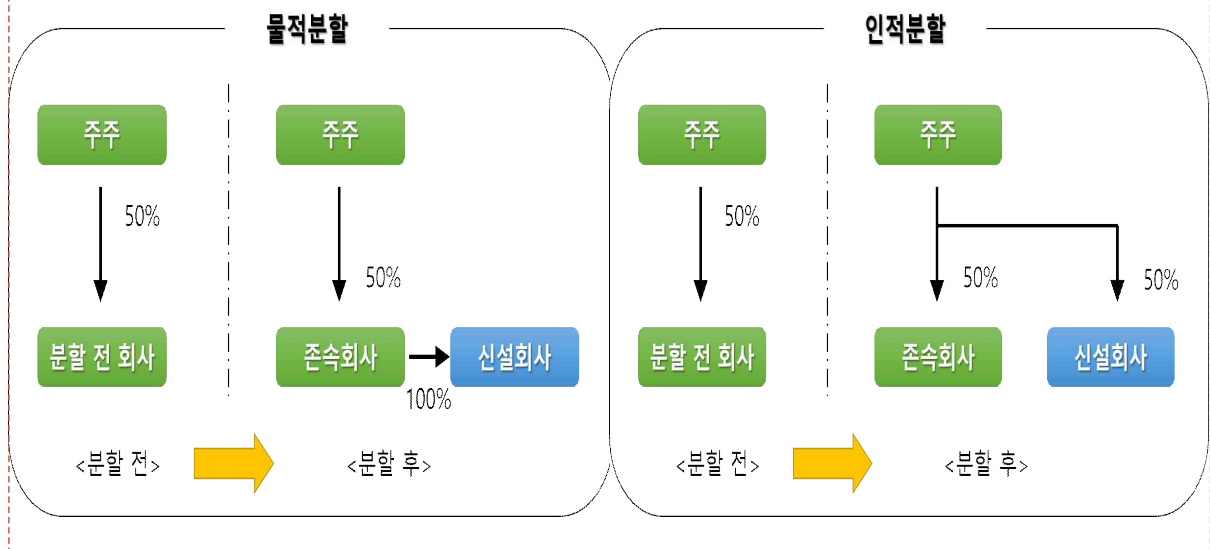 물적분할
주주
주주
50%
50%
분할 전 회사
존속회사
신설회사
100%
<분할 전>
<분할 후>
인적분할
주주
주주
50%
50%
50%
분할 전 회사
존속회사
신설회사
<분할 전>
<분할 후>